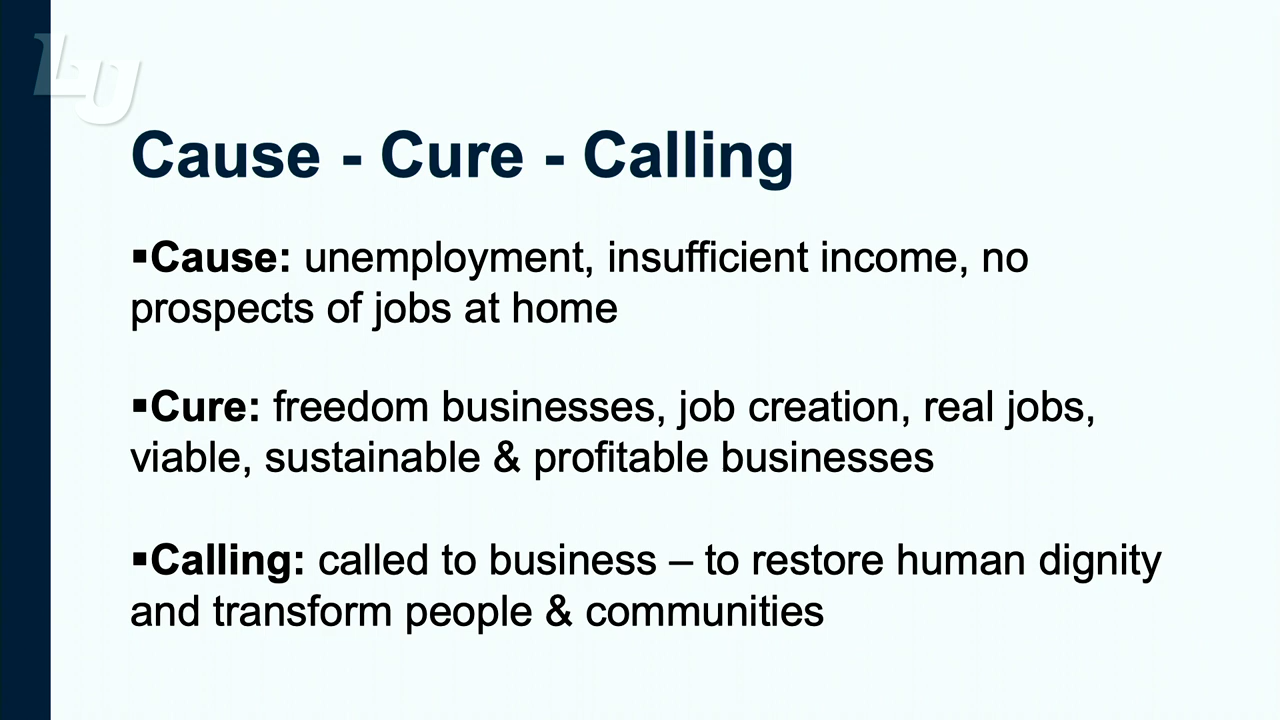 LU
Cause - Cure - Calling
▪Cause: unemployment, insufficient income, no
prospects of jobs at home
▪Cure: freedom businesses, job creation, real jobs,
viable, sustainable & profitable businesses
▪Calling: called to business – to restore human dignity
and transform people & communities